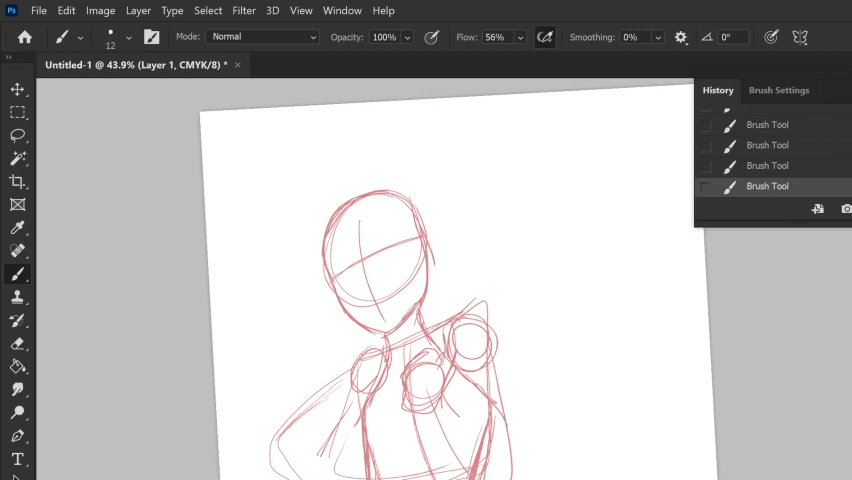 Ps File Edit Image Layer Type Select Filter 3D View Window Help
12 Mode: Normal Opacity: 100% Flow: 56% Smoothing: 0% 0°
Untitled-1 @ 43.9% (Layer 1, CMYK/8) * ×
History Brush Settings
Brush Tool
Brush Tool
Brush Tool
Brush Tool
T